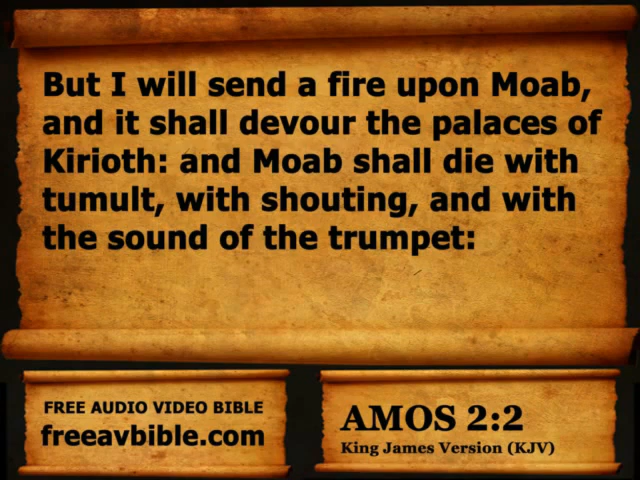 But I will send a fire upon Moab,
and it shall devour the palaces of
Kirioth: and Moab shall die with
tumult, with shouting, and with
the sound of the trumpet:
FREE AUDIO VIDEO BIBLE
freeavbible.com
AMOS 2:2
King James Version (KJV)